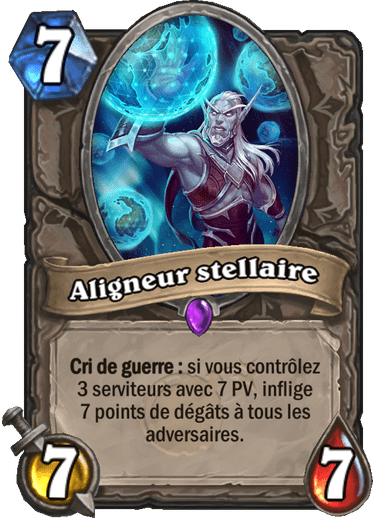 7
Aligneur stellaire
Cri de guerre : si vous contrôlez
3 serviteurs avec 7 PV, inflige
7 points de dégâts à tous les
adversaires.
7
7